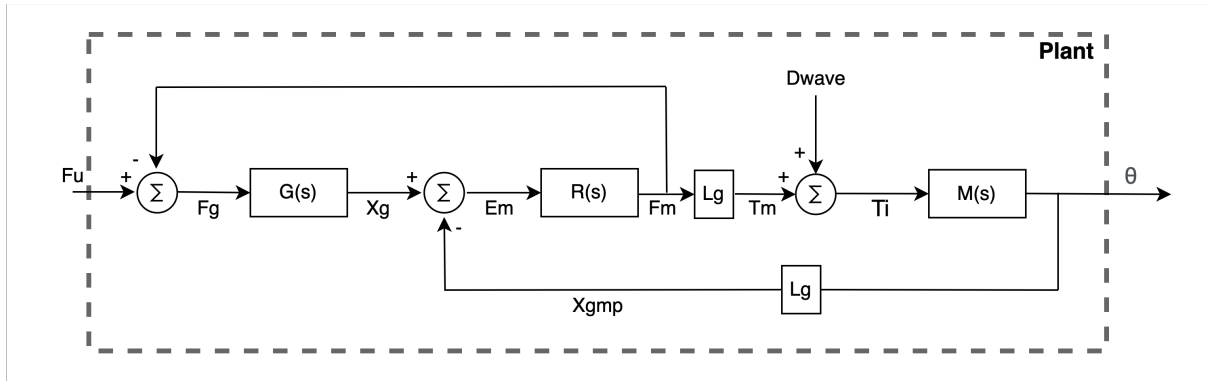 Plant
Dwave
Fu
+
-
Σ
Fg
G(s)
Xg
+
Σ
-
Em
R(s)
Fm
Lg
Tm
+
+
Σ
Ti
M(s)
θ
Lg
Xgmp